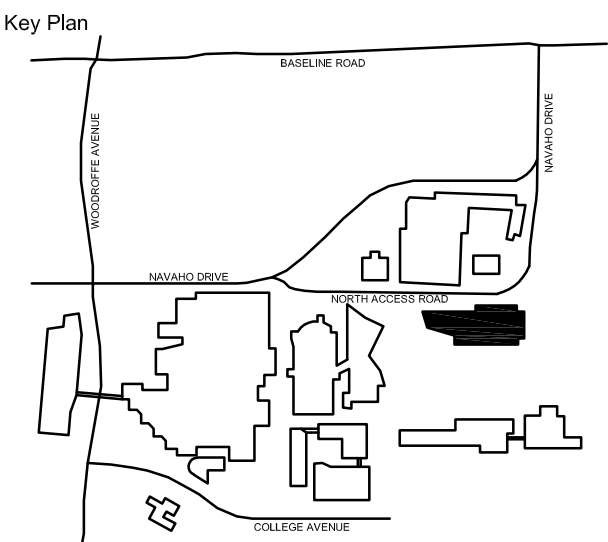 Key Plan
BASELINE ROAD
NAVAHO DRIVE
WOODROFFE AVENUE
NAVAHO DRIVE
NORTH ACCESS ROAD
COLLEGE AVENUE